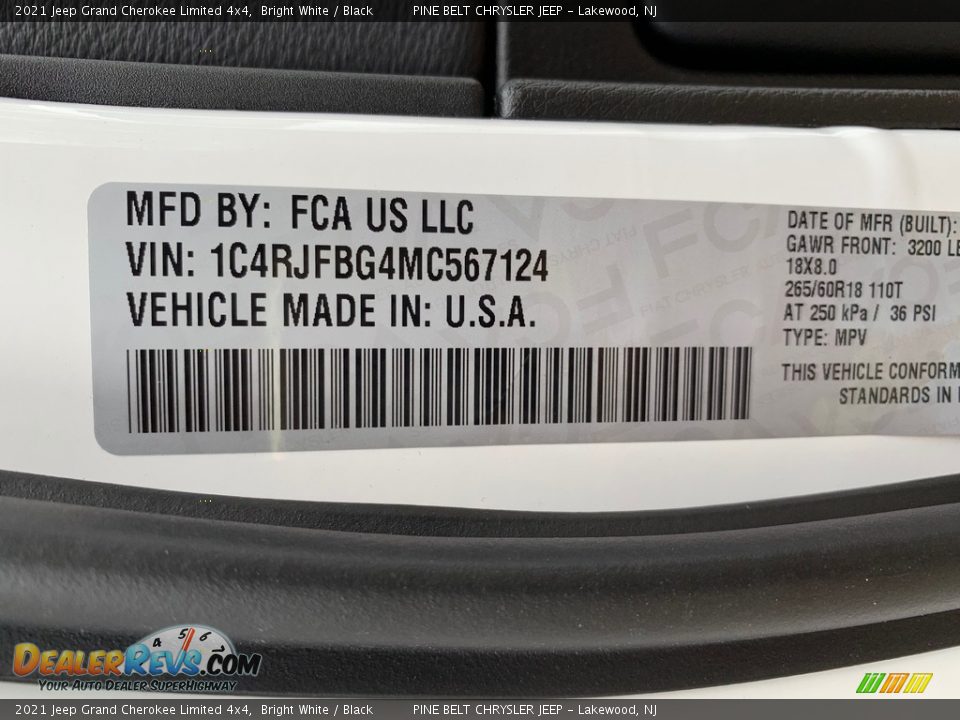 2021 Jeep Grand Cherokee Limited 4x4, Bright White / Black PINE BELT CHRYSLER JEEP - Lakewood, NJ
MFD BY: FCA US LLC
VIN: 1C4RJFBG4MC567124
VEHICLE MADE IN: U.S.A.
DATE OF MFR (BUILT):
GAWR FRONT: 3200 LB
18X8.0
265/60R18 110T
AT 250 kPa / 36 PSI
TYPE: MPV
THIS VEHICLE CONFORM
STANDARDS IN
DEALERREVS.COM
YOUR AUTO DEALER SUPERHIGHWAY
2021 Jeep Grand Cherokee Limited 4x4, Bright White / Black PINE BELT CHRYSLER JEEP - Lakewood, NJ